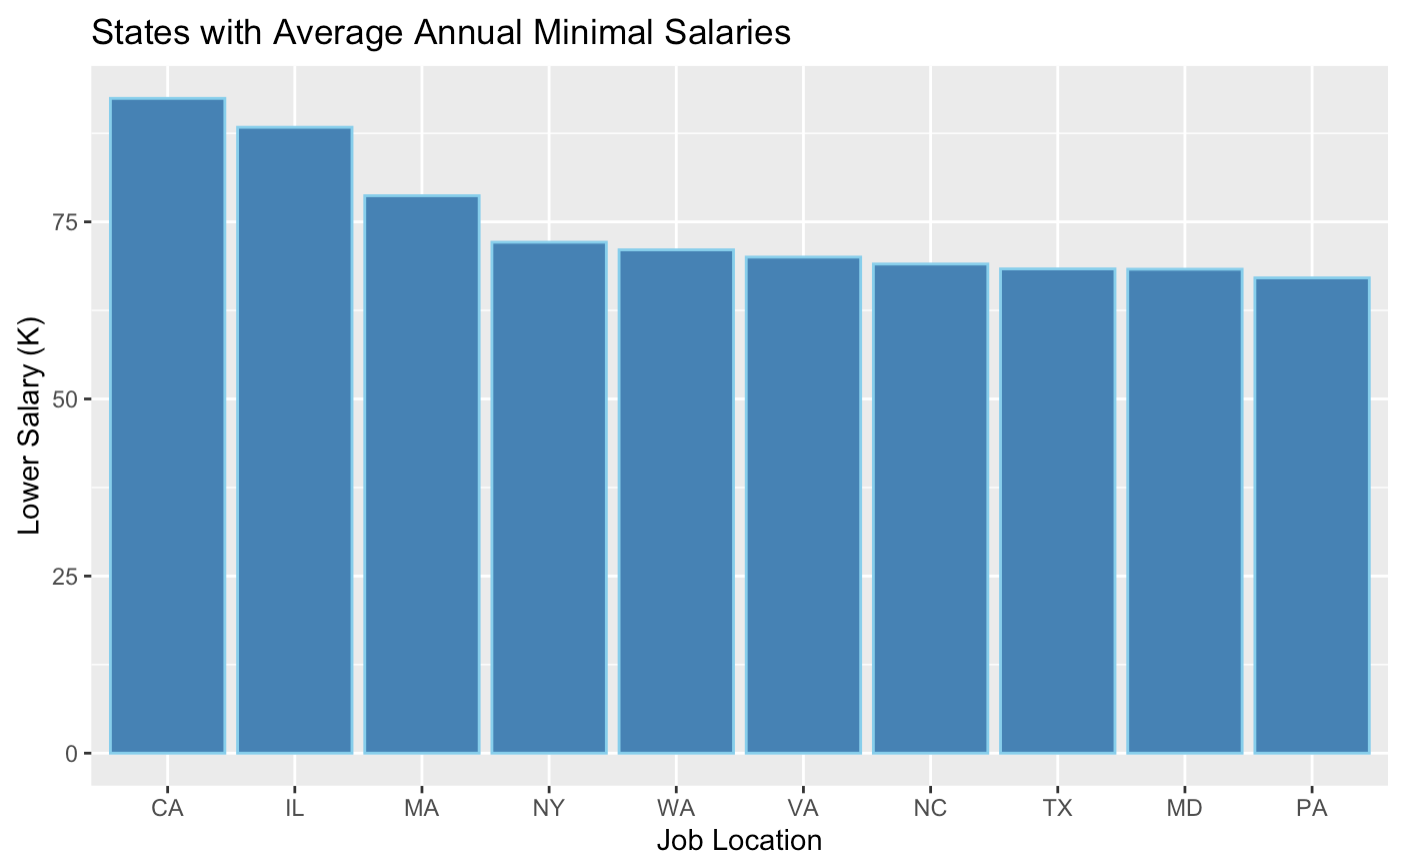 States with Average Annual Minimal Salaries
Lower Salary (K)
75
50
25
0
CA IL MA NY WA VA NC TX MD PA
Job Location